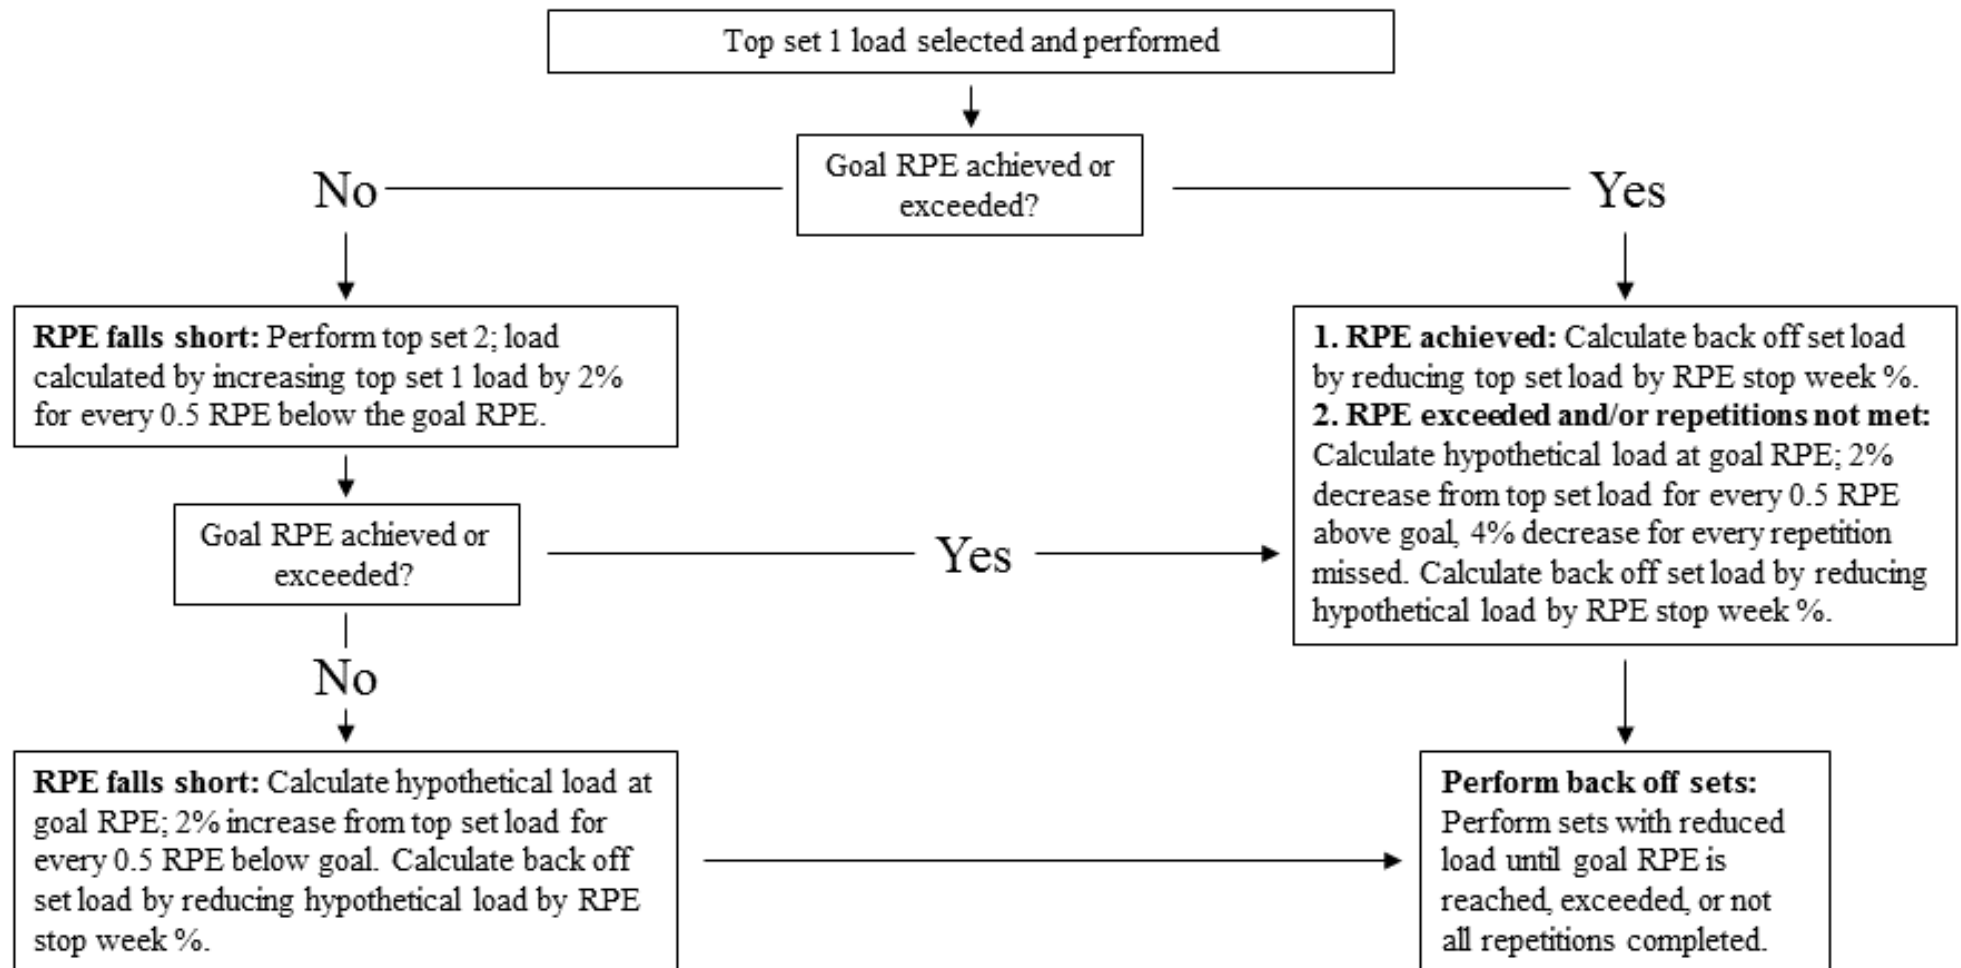 Top set 1 load selected and performed
Goal RPE achieved or
exceeded?
No
Yes
RPE falls short: Perform top set 2; load
calculated by increasing top set 1 load by 2%
for every 0.5 RPE below the goal RPE.
1. RPE achieved: Calculate back off set load
by reducing top set load by RPE stop week %.
2. RPE exceeded and/or repetitions not met:
Calculate hypothetical load at goal RPE; 2%
decrease from top set load for every 0.5 RPE
above goal, 4% decrease for every repetition
missed. Calculate back off set load by reducing
hypothetical load by RPE stop week %.
Goal RPE achieved or
exceeded?
Yes
No
RPE falls short: Calculate hypothetical load at
goal RPE; 2% increase from top set load for
every 0.5 RPE below goal. Calculate back off
set load by reducing hypothetical load by RPE
stop week %.
Perform back off sets:
Perform sets with reduced
load until goal RPE is
reached, exceeded, or not
all repetitions completed.